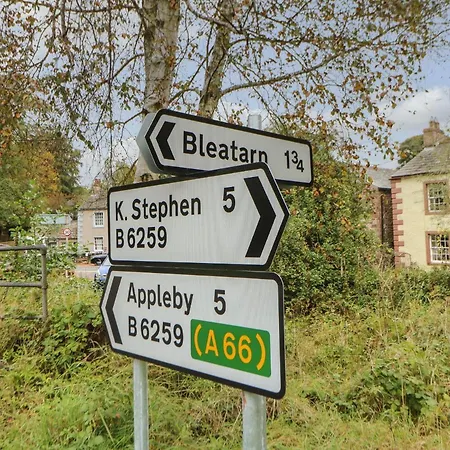 Bleatarn 1¾
K. Stephen 5
B6259
Appleby 5
B6259 (A66)